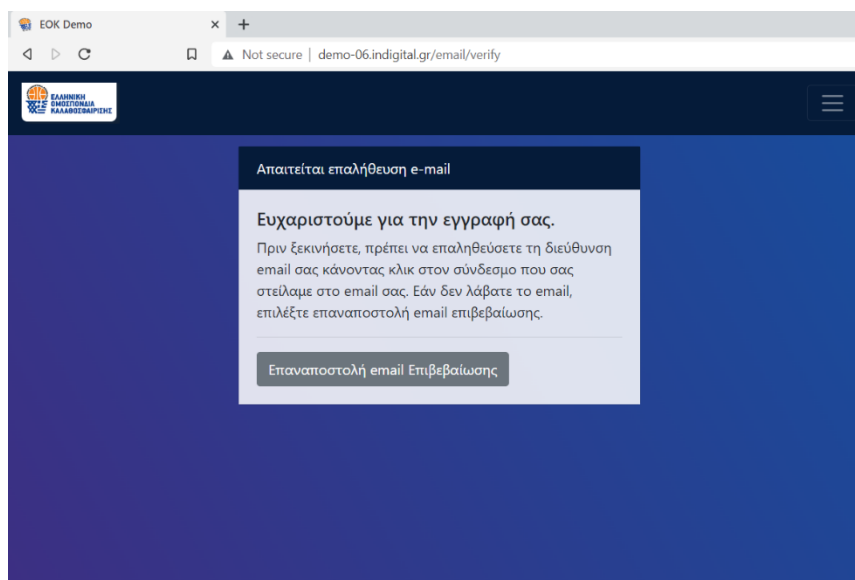 EOK Demo
Not secure | demo-06.indigital.gr/email/verify
ΕΛΛΗΝΙΚΗ
ΟΜΟΣΠΟΝΔΙΑ
ΚΑΛΑΘΟΣΦΑΙΡΙΣΗΣ
Απαιτείται επαλήθευση e-mail
Ευχαριστούμε για την εγγραφή σας.
Πριν ξεκινήσετε, πρέπει να επαληθεύσετε τη διεύθυνση
email σας κάνοντας κλικ στον σύνδεσμο που σας
στείλαμε στο email σας. Εάν δεν λάβατε το email,
επιλέξτε επαναποστολή email επιβεβαίωσης.
Επαναποστολή email Επιβεβαίωσης